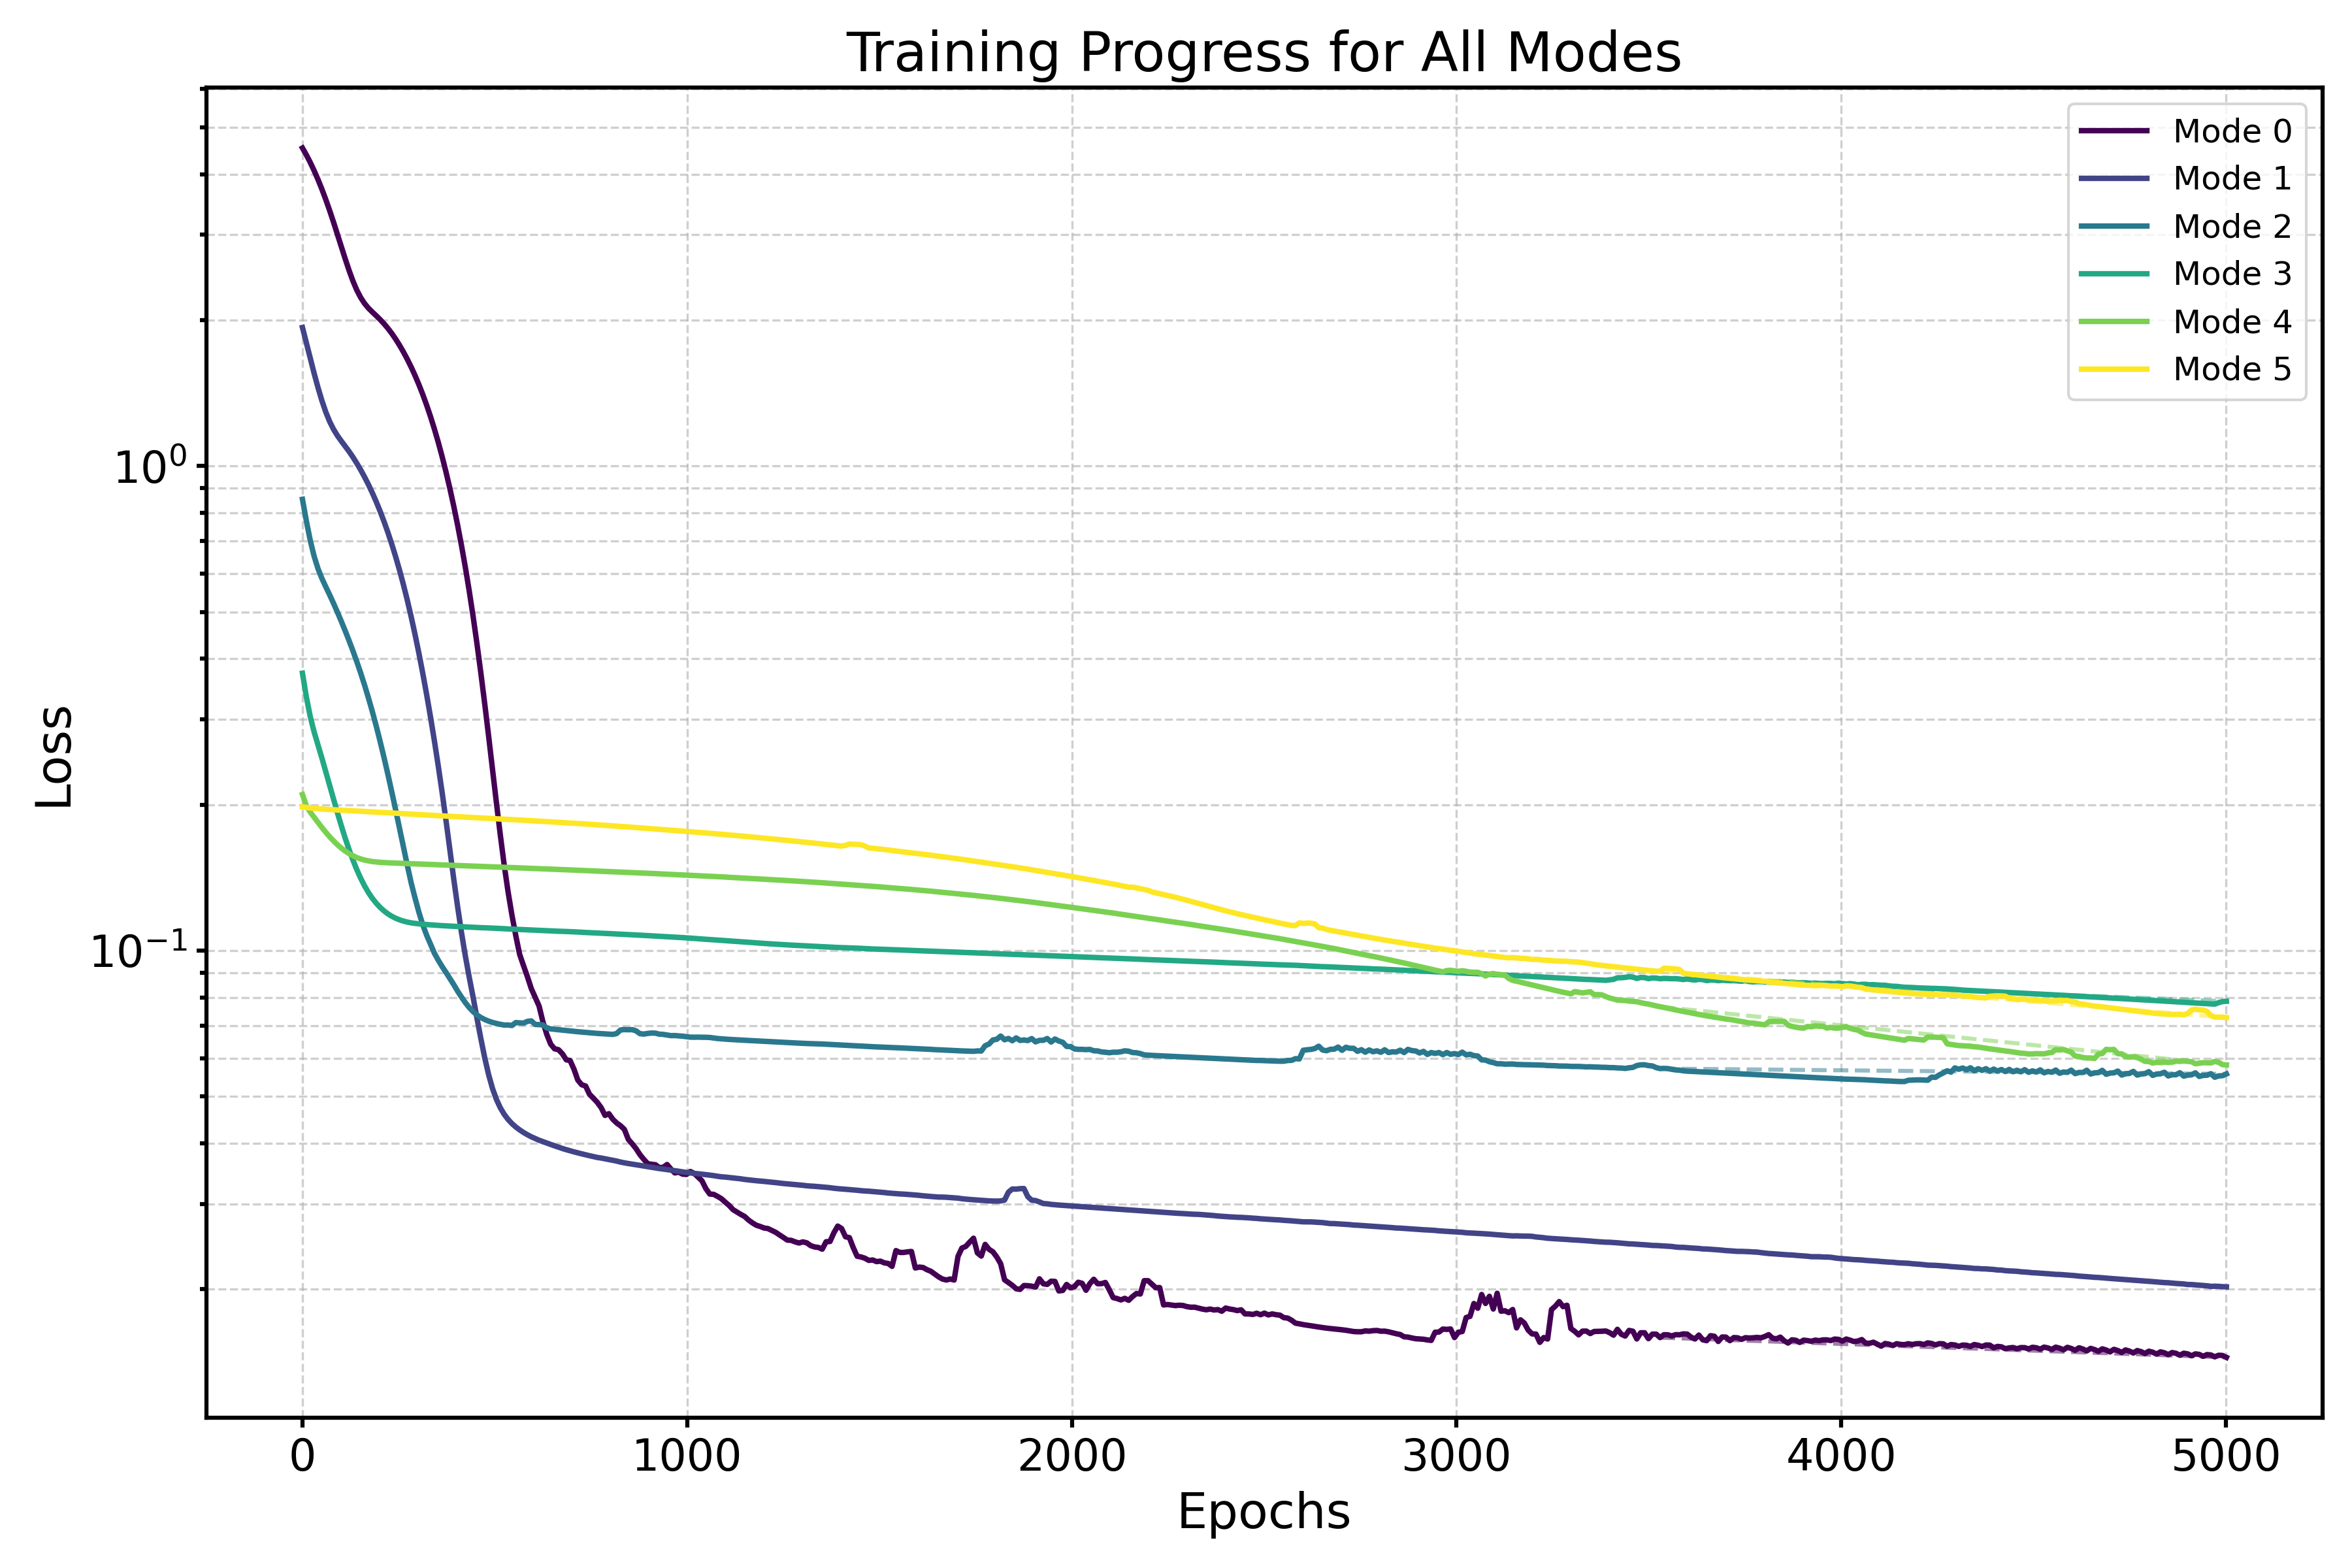 Training Progress for All Modes
Mode 0
Mode 1
Mode 2
Mode 3
Mode 4
Mode 5
Loss
10⁰
10⁻¹
0 1000 2000 3000 4000 5000
Epochs